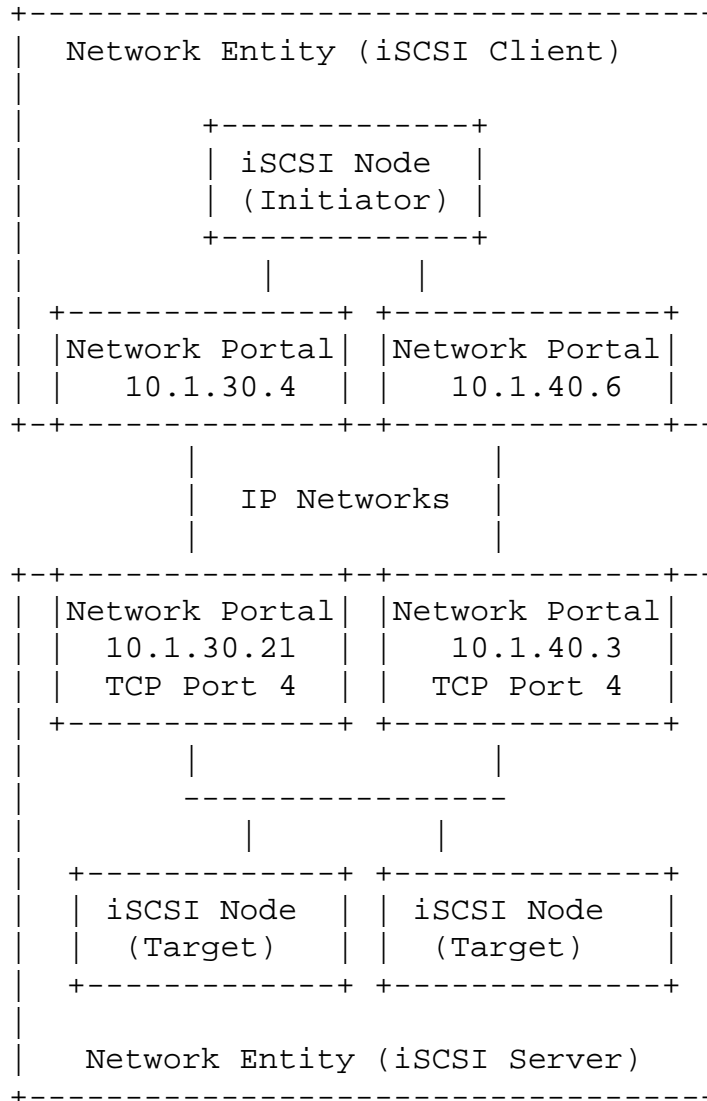 Network Entity (iSCSI Client)
iSCSI Node
(Initiator)
Network Portal Network Portal
10.1.30.4 10.1.40.6
IP Networks
Network Portal Network Portal
10.1.30.21 10.1.40.3
TCP Port 4 TCP Port 4
iSCSI Node iSCSI Node
(Target) (Target)
Network Entity (iSCSI Server)